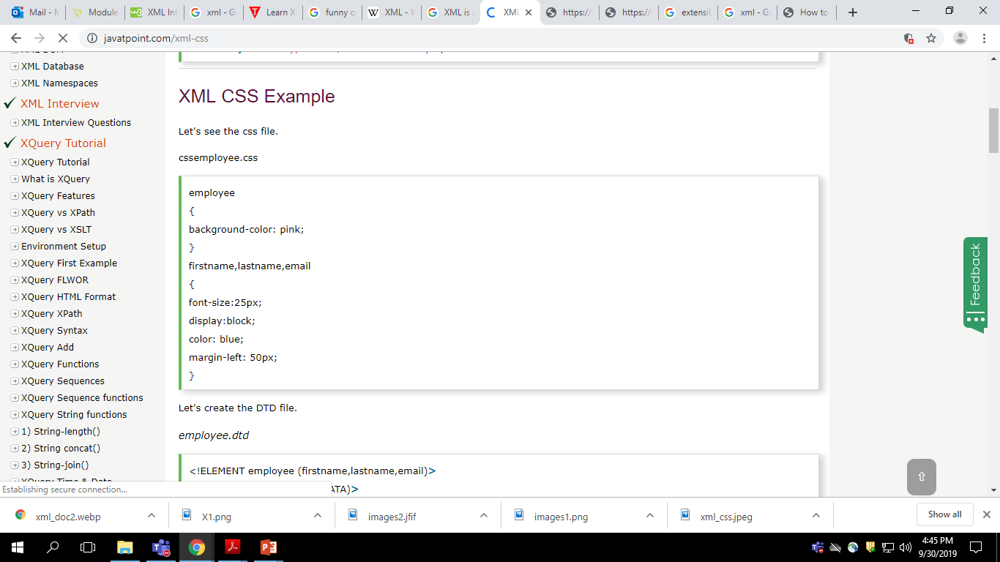 Mail - M
Module
XML Int
xml - G
Learn X
funny q
XML - W
XML is a
XML
https://
https://
extensib
xml - Go
How to
javatpoint.com/xml-css
XML Database
XML Namespaces
XML Interview
XML Interview Questions
XQuery Tutorial
XQuery Tutorial
What is XQuery
XQuery Features
XQuery vs XPath
XQuery vs XSLT
Environment Setup
XQuery First Example
XQuery FLWOR
XQuery HTML Format
XQuery XPath
XQuery Syntax
XQuery Add
XQuery Functions
XQuery Sequences
XQuery Sequence functions
XQuery String functions
1) String-length()
2) String concat()
3) String-join()
XQuery Time & Date
XML CSS Example
Let's see the css file.
cssemployee.css
employee
{
background-color: pink;
}
firstname,lastname,email
{
font-size:25px;
display:block;
color: blue;
margin-left: 50px;
}
Let's create the DTD file.
employee.dtd
<!ELEMENT employee (firstname,lastname,email)>
ATA)>
Feedback
Establishing secure connection...
xml_doc2.webp
X1.png
images2.jfif
images1.png
xml_css.jpeg
Show all
4:45 PM
9/30/2019